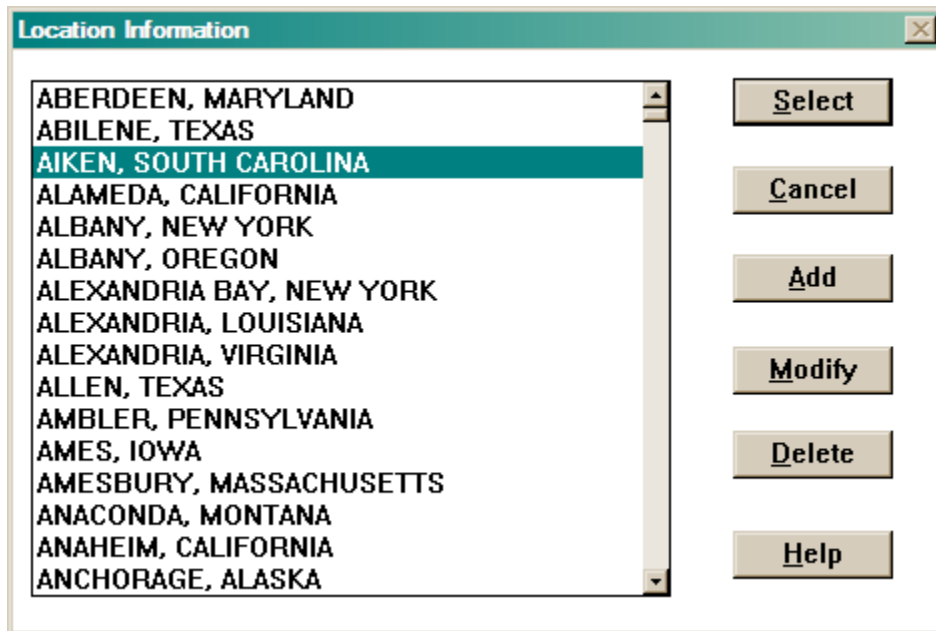 Location Information
ABERDEEN, MARYLAND
ABILENE, TEXAS
AIKEN, SOUTH CAROLINA
ALAMEDA, CALIFORNIA
ALBANY, NEW YORK
ALBANY, OREGON
ALEXANDRIA BAY, NEW YORK
ALEXANDRIA, LOUISIANA
ALEXANDRIA, VIRGINIA
ALLEN, TEXAS
AMBLER, PENNSYLVANIA
AMES, IOWA
AMESBURY, MASSACHUSETTS
ANACONDA, MONTANA
ANAHEIM, CALIFORNIA
ANCHORAGE, ALASKA
Select
Cancel
Add
Modify
Delete
Help